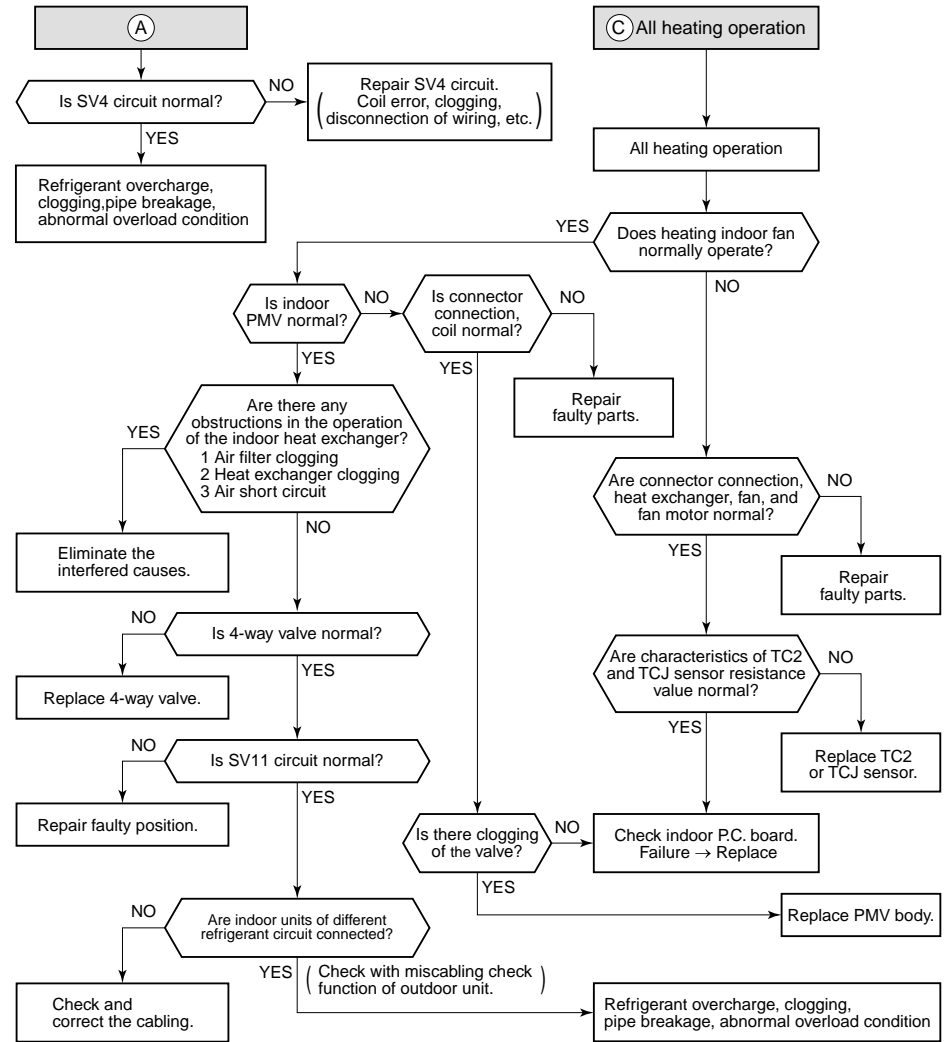 A
C All heating operation
Is SV4 circuit normal?
NO
Repair SV4 circuit.
( Coil error, clogging, )
disconnection of wiring, etc.
YES
Refrigerant overcharge,
clogging,pipe breakage,
abnormal overload condition
All heating operation
YES
Does heating indoor fan
normally operate?
NO
Is indoor
PMV normal?
NO
Is connector
connection,
coil normal?
NO
YES
YES
Repair
faulty parts.
Are there any
obstructions in the operation
of the indoor heat exchanger?
1 Air filter clogging
2 Heat exchanger clogging
3 Air short circuit
YES
NO
Eliminate the
interfered causes.
Are connector connection,
heat exchanger, fan, and
fan motor normal?
NO
YES
Repair
faulty parts.
NO
Is 4-way valve normal?
YES
Replace 4-way valve.
Are characteristics of TC2
and TCJ sensor resistance
value normal?
NO
YES
Replace TC2
or TCJ sensor.
NO
Is SV11 circuit normal?
YES
Repair faulty position.
Is there clogging
of the valve?
NO
YES
Check indoor P.C. board.
Failure → Replace
Replace PMV body.
NO
Are indoor units of different
refrigerant circuit connected?
YES
( Check with miscabling check )
function of outdoor unit.
Check and
correct the cabling.
Refrigerant overcharge, clogging,
pipe breakage, abnormal overload condition